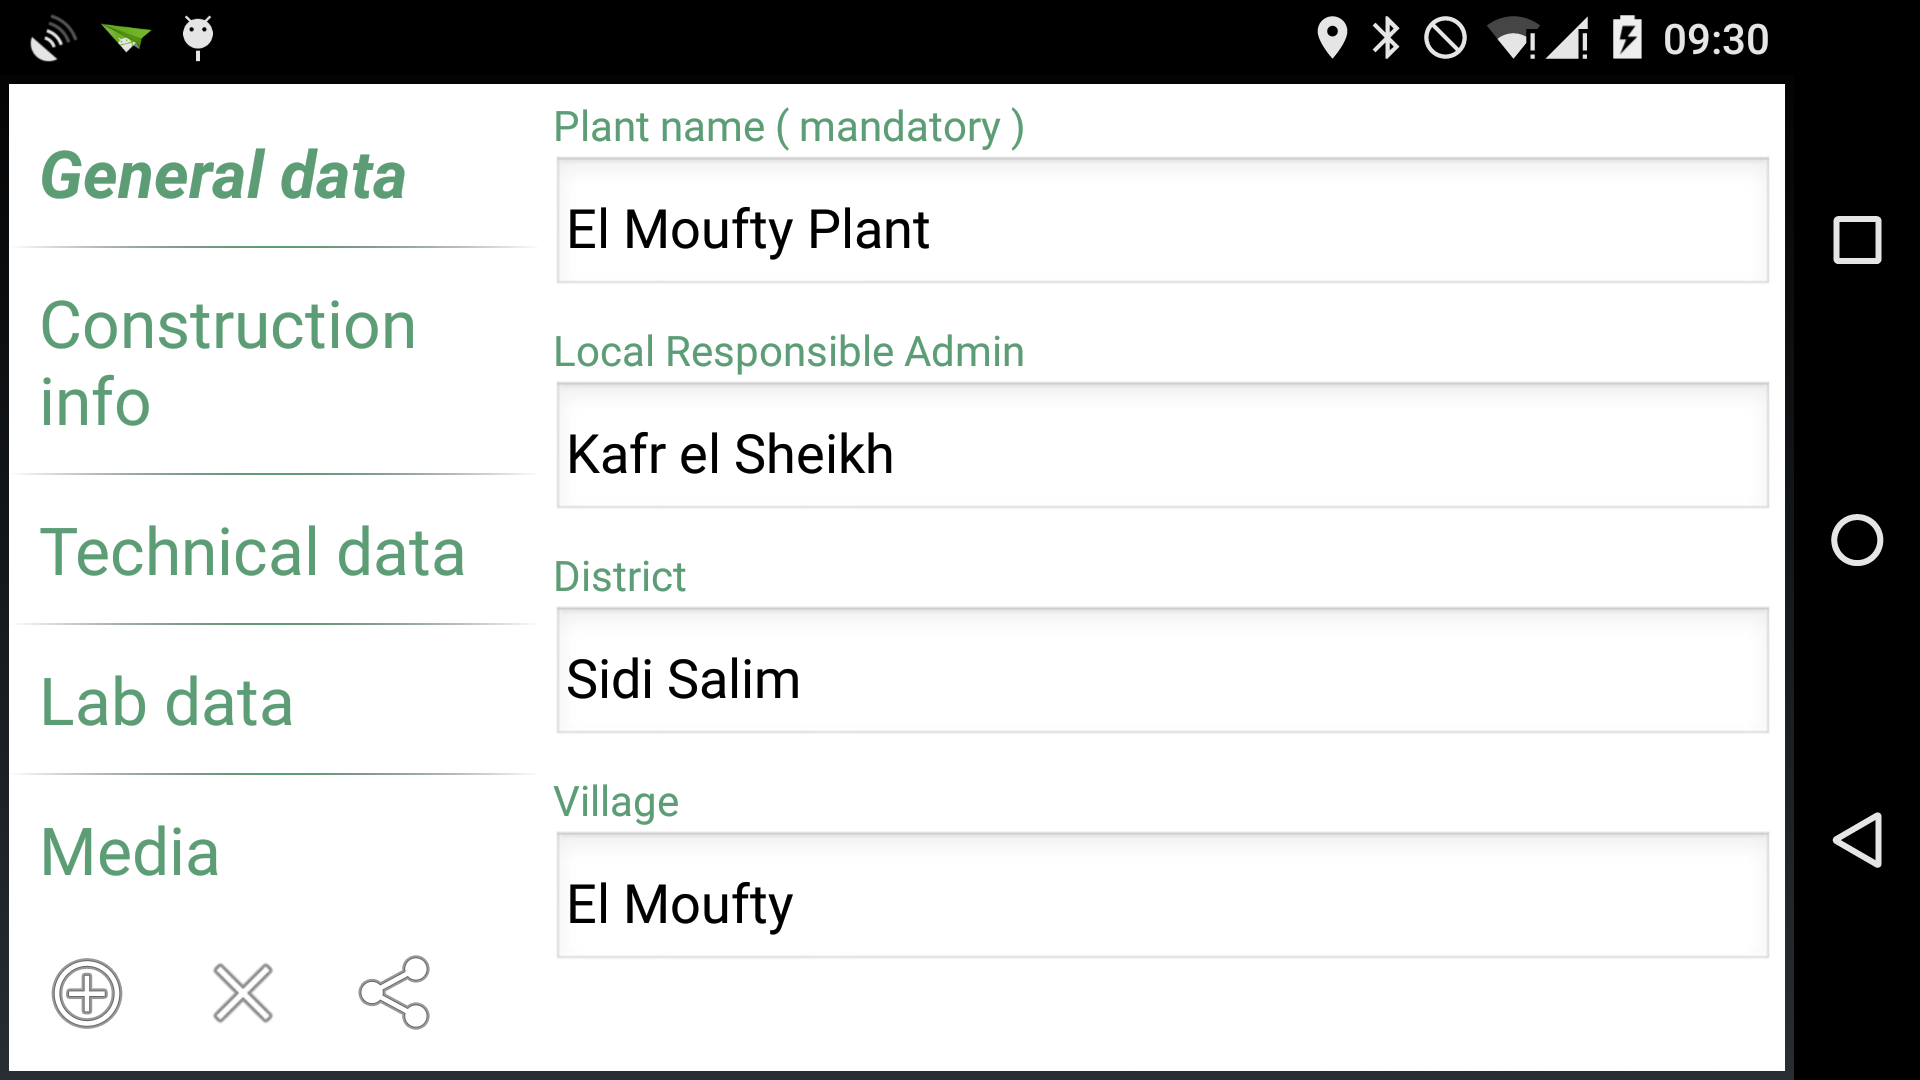 09:30
General data
Construction
info
Technical data
Lab data
Media
Plant name ( mandatory )
El Moufty Plant
Local Responsible Admin
Kafr el Sheikh
District
Sidi Salim
Village
El Moufty